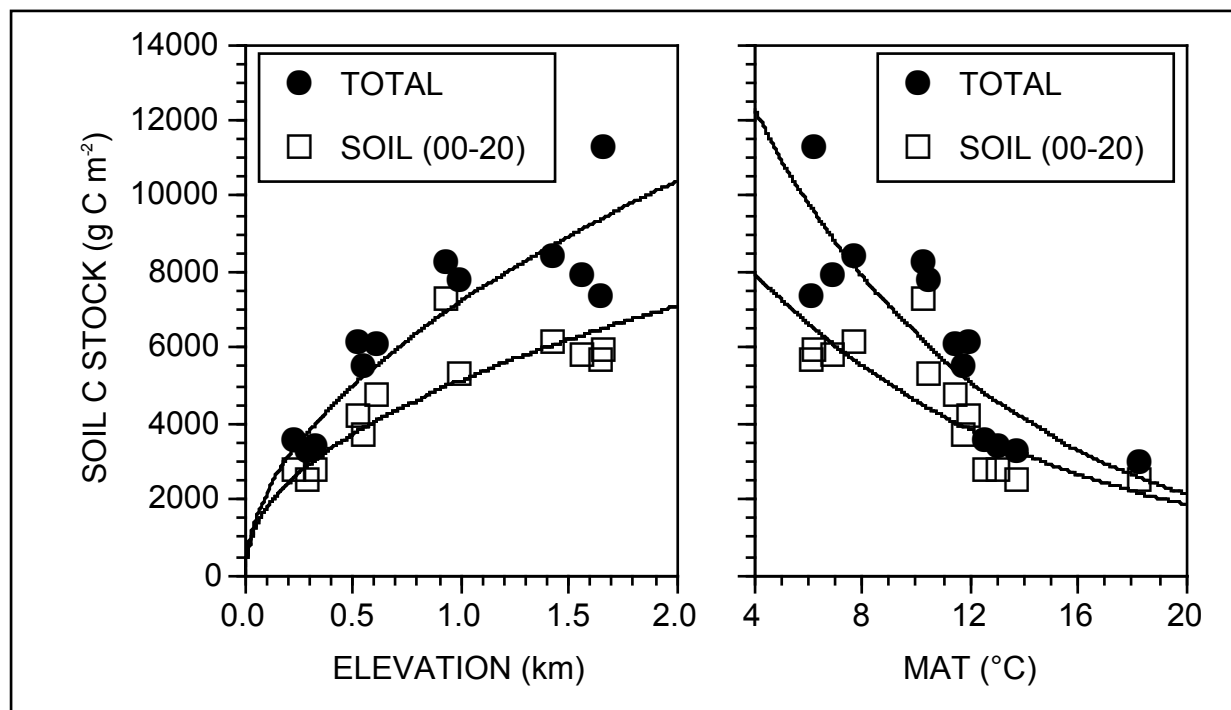 14000
12000
10000
8000
6000
4000
2000
0
SOIL C STOCK (g C m-2)
TOTAL
SOIL (00-20)
0.0 0.5 1.0 1.5 2.0
ELEVATION (km)
TOTAL
SOIL (00-20)
4 8 12 16 20
MAT (°C)